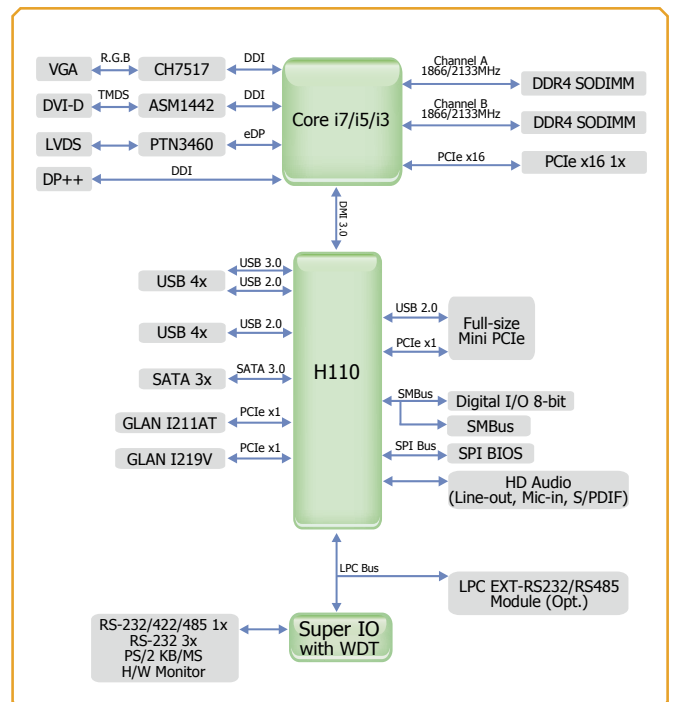 VGA
R.G.B
CH7517
DDI
DVI-D
TMDS
ASM1442
DDI
LVDS
PTN3460
eDP
DP++
DDI
Core i7/i5/i3
Channel A
1866/2133MHz
DDR4 SODIMM
Channel B
1866/2133MHz
DDR4 SODIMM
PCIe x16
PCIe x16 1x
DMI 3.0
USB 4x
USB 3.0
USB 2.0
USB 4x
USB 2.0
SATA 3x
SATA 3.0
GLAN I211AT
PCIe x1
GLAN I219V
PCIe x1
H110
USB 2.0
PCIe x1
Full-size
Mini PCIe
SMBus
Digital I/O 8-bit
SMBus
SPI Bus
SPI BIOS
HD Audio
(Line-out, Mic-in, S/PDIF)
LPC Bus
LPC EXT-RS232/RS485
Module (Opt.)
RS-232/422/485 1x
RS-232 3x
PS/2 KB/MS
H/W Monitor
Super IO
with WDT